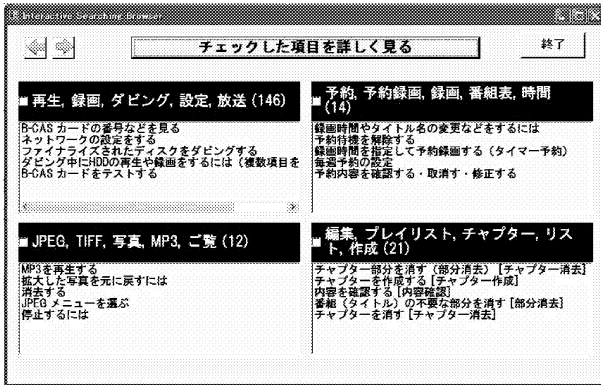 Interactive Searching Browser
チェックした項目を詳しく見る
終了
再生, 録画, ダビング, 設定, 放送 (146)
B-CAS カードの番号などを見る
ネットワークの設定をする
ファイナライズされたディスクをダビングする
ダビング中にHDDの再生や録画をするには (複数項目を
B-CAS カードをテストする
予約, 予約録画, 録画, 番組表, 時間
(14)
録画時間やタイトル名の変更などをするには
予約待機を解除する
録画時間を指定して予約録画する (タイマー予約)
毎週予約の設定
予約内容を確認する・取消す・修正する
JPEG, TIFF, 写真, MP3, ご覧 (12)
MP3を再生する
拡大した写真を元に戻すには
消去する
JPEG メニューを選ぶ
停止するには
編集, プレイリスト, チャプター, リス
ト, 作成 (21)
チャプター部分を消す (部分消去) [チャプター消去]
チャプターを作成する [チャプター作成]
内容を確認する [内容確認]
番組 (タイトル) の不要な部分を消す [部分消去]
チャプターを消す [チャプター消去]